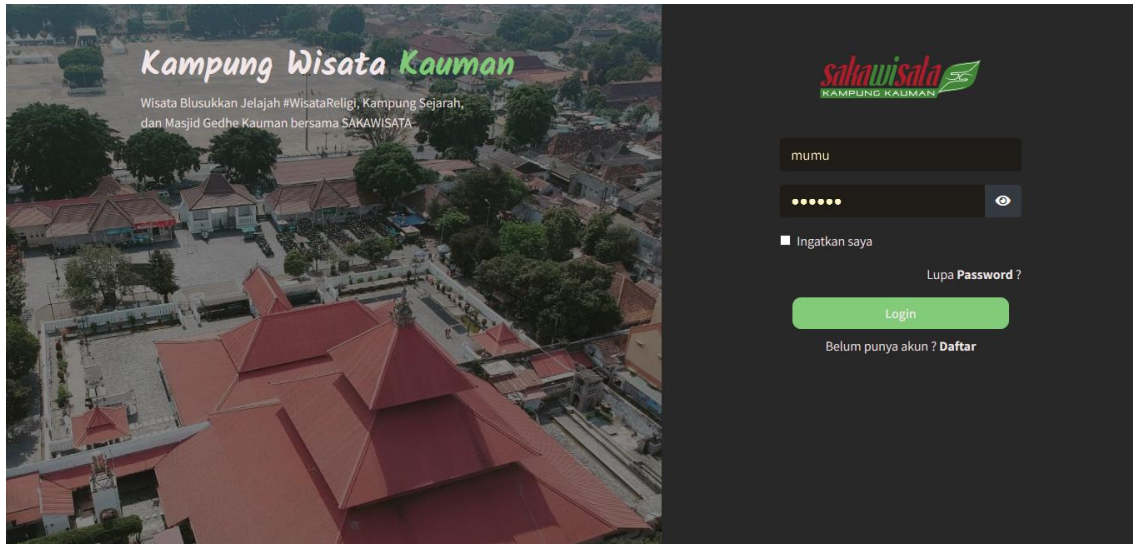 Kampung Wisata Kauman
Wisata Blusukkan Jelajah #WisataReligi, Kampung Sejarah,
dan Masjid Gedhe Kauman bersama SAKAWISATA
sakawisata
KAMPUNG KAUMAN
mumu
Ingatkan saya
Lupa Password ?
Login
Belum punya akun ? Daftar